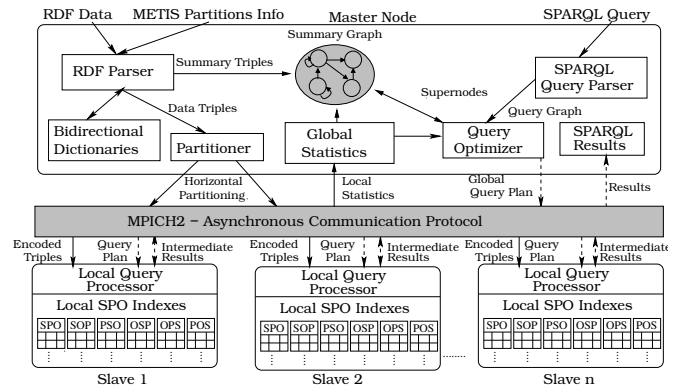 RDF Data
METIS Partitions Info
Master Node
SPARQL Query
Summary Graph
RDF Parser
Summary Triples
SPARQL
Query Parser
Supernodes
Data Triples
Query Graph
Bidirectional
Dictionaries
Partitioner
Global
Statistics
Query
Optimizer
SPARQL
Results
Horizontal
Partitioning
Local
Statistics
Global
Query Plan
Results
MPICH2 – Asynchronous Communication Protocol
Encoded
Triples
Query
Plan
Intermediate
Results
Encoded
Triples
Query
Plan
Intermediate
Results
Encoded
Triples
Query
Plan
Intermediate
Results
Local Query
Processor
Local SPO Indexes
SPO SOP PSO OSP OPS POS
Slave 1
Local Query
Processor
Local SPO Indexes
SPO SOP PSO OSP OPS POS
Slave 2
Local Query
Processor
Local SPO Indexes
SPO SOP PSO OSP OPS POS
Slave n